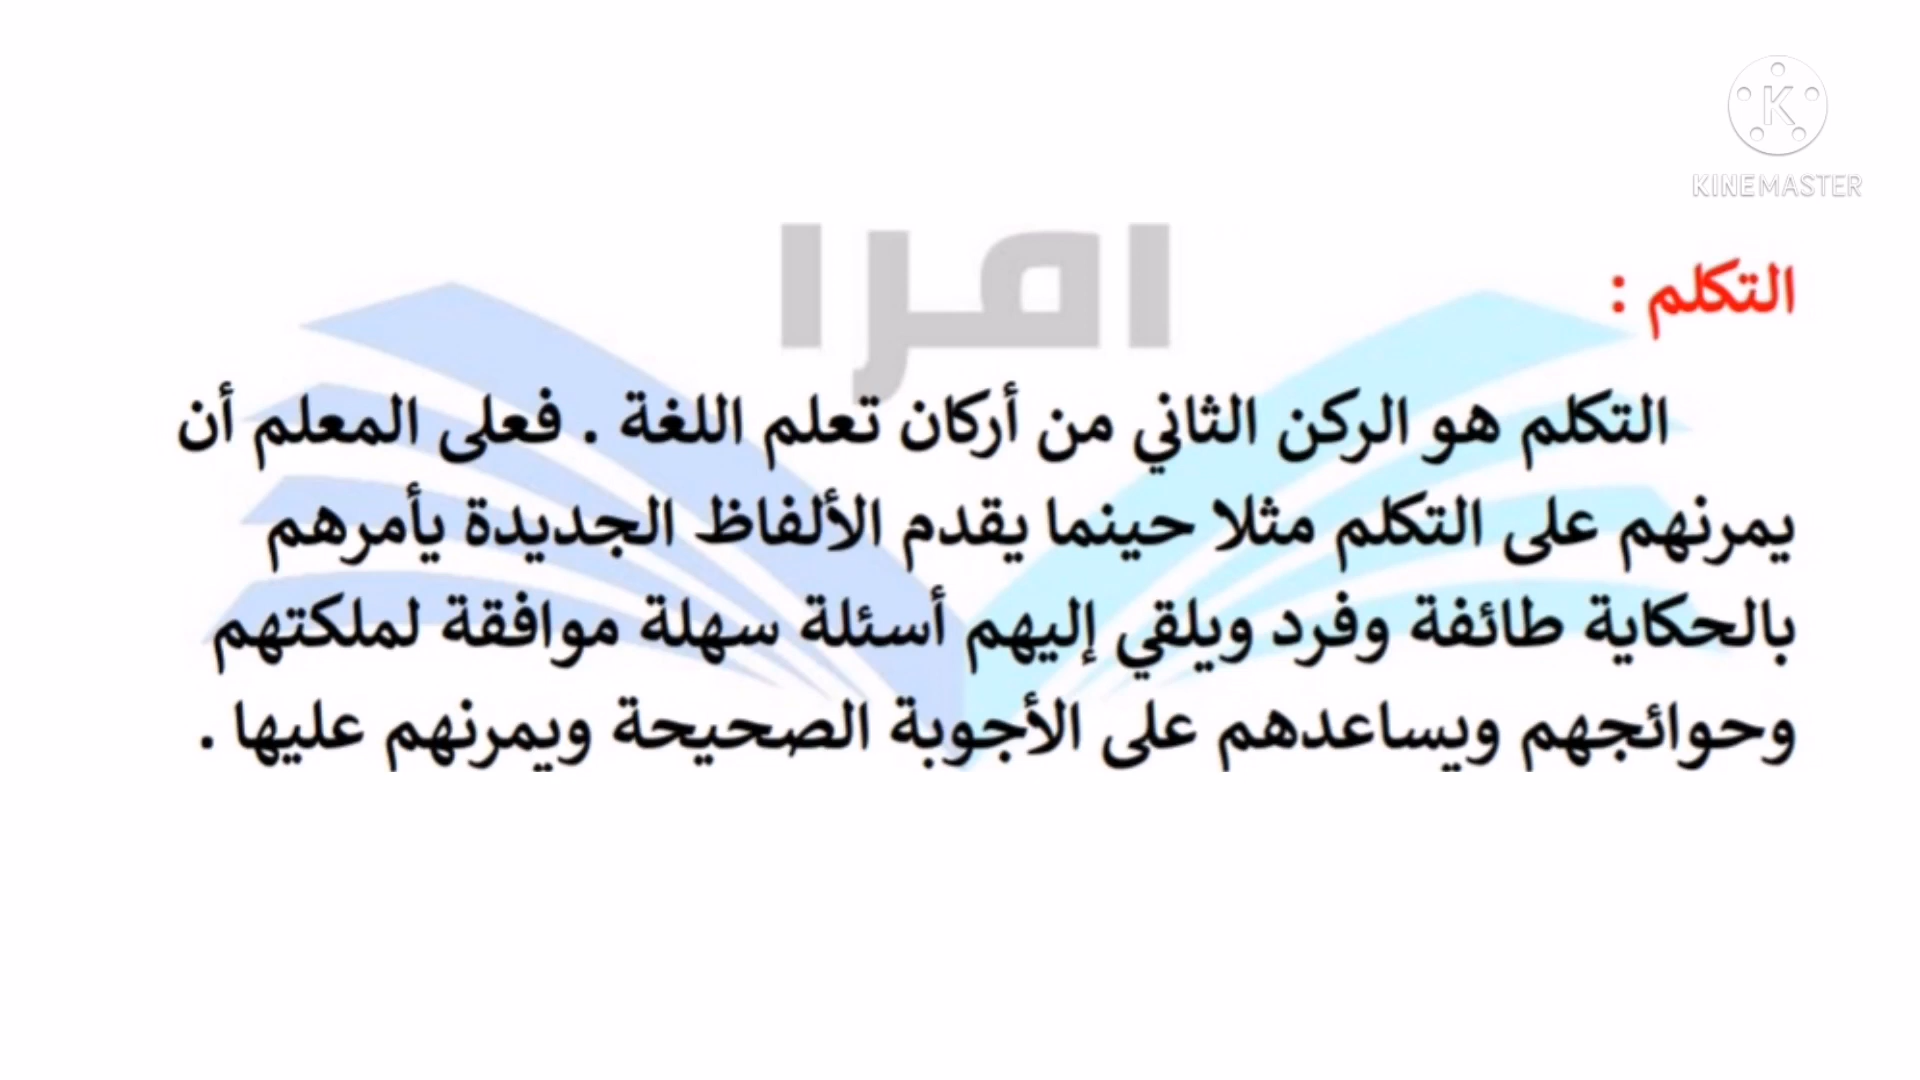 KINEMASTER
اقرا
التكلم :
التكلم هو الركن الثاني من أركان تعلم اللغة . فعلى المعلم أن
يمرنهم على التكلم مثلا حينما يقدم الألفاظ الجديدة يأمرهم
بالحكاية طائفة وفرد ويلقي إليهم أسئلة سهلة موافقة لملكتهم
وحوائجهم ويساعدهم على الأجوبة الصحيحة ويمرنهم عليها .